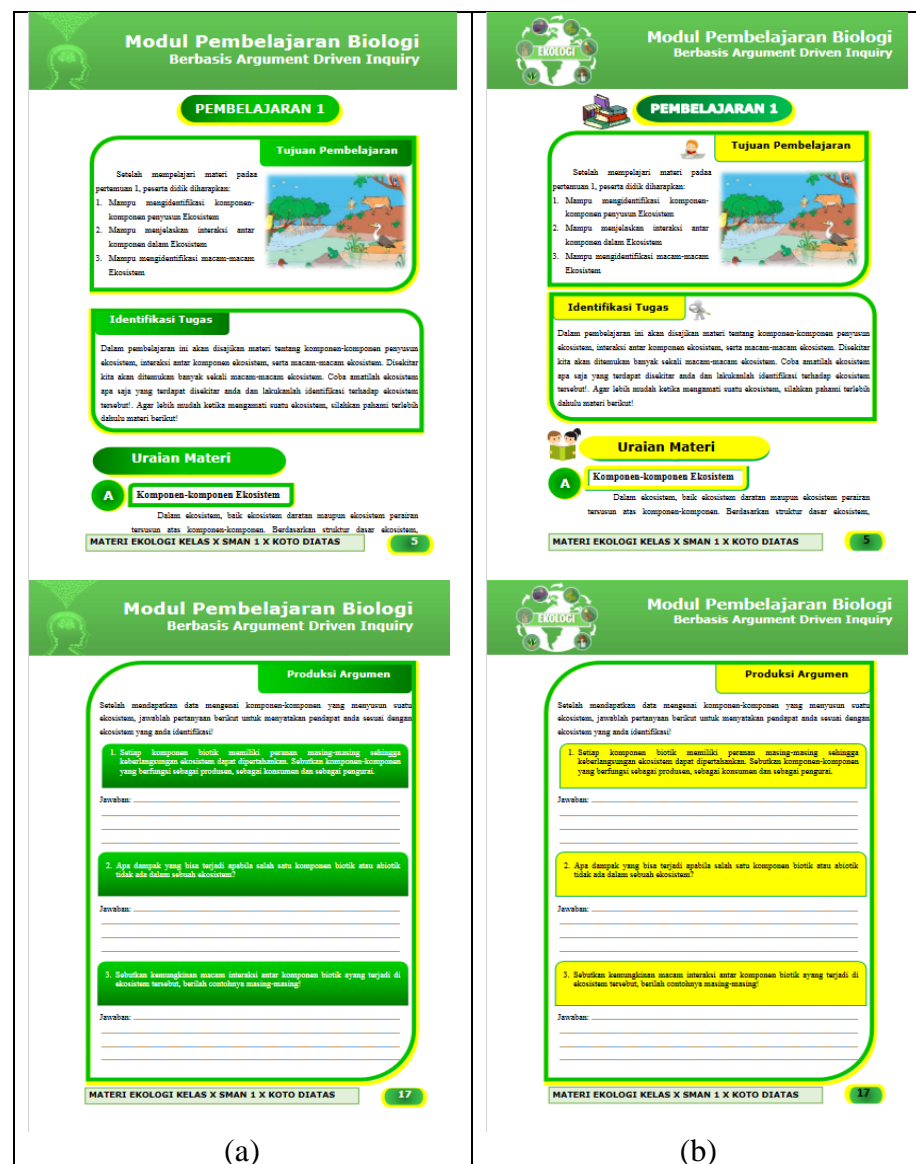 Modul Pembelajaran Biologi
Berbasis Argument Driven Inquiry
PEMBELAJARAN 1
Tujuan Pembelajaran
Setelah mempelajari materi padaa
pertemuan 1, peserta didik diharapkan:
1. Mampu mengidentifikasi komponen-
komponen penyusun Ekosistem
2. Mampu menjelaskan interaksi antar
komponen dalam Ekosistem
3. Mampu mengidentifikasi macam-macam
Ekosistem
Identifikasi Tugas
Dalam pembelajaran ini akan disajikan materi tentang komponen-komponen penyusun
ekosistem, interaksi antar komponen ekosistem, serta macam-macam ekosistem. Disekitar
kita akan ditemukan banyak sekali macam-macam ekosistem. Coba amatilah ekosistem
apa saja yang terdapat disekitar anda dan lakukanlah identifikasi terhadap ekosistem
tersebut!. Agar lebih mudah ketika mengamati suatu ekosistem, silahkan pahami terlebih
dahulu materi berikut!
Uraian Materi
A
Komponen-komponen Ekosistem
Dalam ekosistem, baik ekosistem daratan maupun ekosistem perairan
tersusun atas komponen-komponen. Berdasarkan struktur dasar ekosistem,
MATERI EKOLOGI KELAS X SMAN 1 X KOTO DIATAS 5
Modul Pembelajaran Biologi
Berbasis Argument Driven Inquiry
Produksi Argumen
Setelah mendapatkan data mengenai komponen-komponen yang menyusun suatu
ekosistem, jawablah pertanyaan berikut untuk menyatakan pendapat anda sesuai dengan
ekosistem yang anda identifikasi!
1. Setiap komponen biotik memiliki peranan masing-masing sehingga
keberlangsungan ekosistem dapat dipertahankan. Sebutkan komponen-komponen
yang berfungsi sebagai produsen, sebagai konsumen dan sebagai pengurai.
Jawaban:
2. Apa dampak yang bisa terjadi apabila salah satu komponen biotik atau abiotik
tidak ada dalam sebuah ekosistem?
Jawaban:
3. Sebutkan kemungkinan macam interaksi antar komponen biotik ayang terjadi di
ekosistem tersebut, berilah contohnya masing-masing!
Jawaban:
MATERI EKOLOGI KELAS X SMAN 1 X KOTO DIATAS 17
(a)
EKOLOGI
Modul Pembelajaran Biologi
Berbasis Argument Driven Inquiry
PEMBELAJARAN 1
Tujuan Pembelajaran
Setelah mempelajari materi padaa
pertemuan 1, peserta didik diharapkan:
1. Mampu mengidentifikasi komponen-
komponen penyusun Ekosistem
2. Mampu menjelaskan interaksi antar
komponen dalam Ekosistem
3. Mampu mengidentifikasi macam-macam
Ekosistem
Identifikasi Tugas
Dalam pembelajaran ini akan disajikan materi tentang komponen-komponen penyusun
ekosistem, interaksi antar komponen ekosistem, serta macam-macam ekosistem. Disekitar
kita akan ditemukan banyak sekali macam-macam ekosistem. Coba amatilah ekosistem
apa saja yang terdapat disekitar anda dan lakukanlah identifikasi terhadap ekosistem
tersebut!. Agar lebih mudah ketika mengamati suatu ekosistem, silahkan pahami terlebih
dahulu materi berikut!
Uraian Materi
A
Komponen-komponen Ekosistem
Dalam ekosistem, baik ekosistem daratan maupun ekosistem perairan
tersusun atas komponen-komponen. Berdasarkan struktur dasar ekosistem,
MATERI EKOLOGI KELAS X SMAN 1 X KOTO DIATAS 5
EKOLOGI
Modul Pembelajaran Biologi
Berbasis Argument Driven Inquiry
Produksi Argumen
Setelah mendapatkan data mengenai komponen-komponen yang menyusun suatu
ekosistem, jawablah pertanyaan berikut untuk menyatakan pendapat anda sesuai dengan
ekosistem yang anda identifikasi!
1. Setiap komponen biotik memiliki peranan masing-masing sehingga
keberlangsungan ekosistem dapat dipertahankan. Sebutkan komponen-komponen
yang berfungsi sebagai produsen, sebagai konsumen dan sebagai pengurai.
Jawaban:
2. Apa dampak yang bisa terjadi apabila salah satu komponen biotik atau abiotik
tidak ada dalam sebuah ekosistem?
Jawaban:
3. Sebutkan kemungkinan macam interaksi antar komponen biotik ayang terjadi di
ekosistem tersebut, berilah contohnya masing-masing!
Jawaban:
MATERI EKOLOGI KELAS X SMAN 1 X KOTO DIATAS 17
(b)